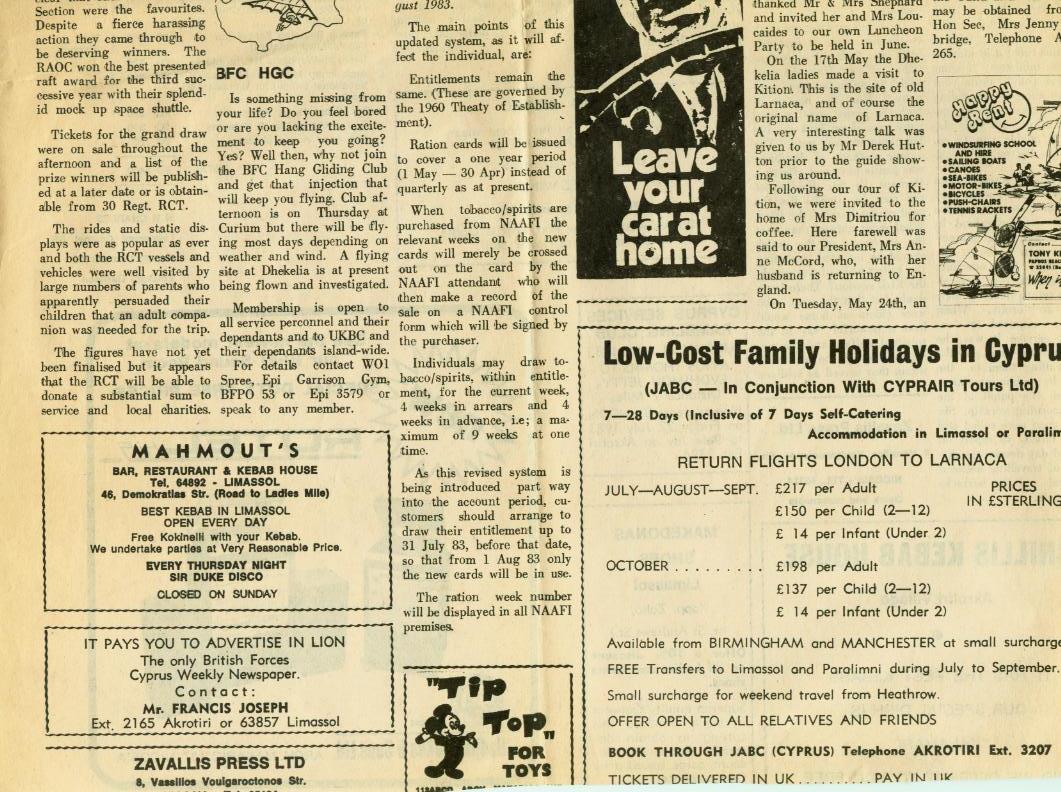 Section were the favourites.
Despite a fierce harassing
action they came through to
be deserving winners. The
RAOC won the best presented
raft award for the third suc-
cessive year with their splend-
id mock up space shuttle.
Tickets for the grand draw
were on sale throughout the
afternoon and a list of the
prize winners will be publish-
ed at a later date or is obtain-
able from 30 Regt. RCT.
The rides and static dis-
plays were as popular as ever
and both the RCT vessels and
vehicles were well visited by
large numbers of parents who
apparently persuaded their
children that an adult compa-
nion was needed for the trip.
The figures have not yet
been finalised but it appears
that the RCT will be able to
donate a substantial sum to
service and local charities.
BFC HGC
Is something missing from
your life? Do you feel bored
or are you lacking the excite-
ment to keep you going?
Yes? Well then, why not join
the BFC Hang Gliding Club
and get that injection that
will keep you flying. Club af-
ternoon is on Thursday at
Curium but there will be fly-
ing most days depending on
weather and wind. A flying
site at Dhekelia is at present
being flown and investigated.
Membership is open to
all service personnel and their
dependants and to UKBC and
their dependants island-wide.
For details contact WO1
Spree, Epi Garrison Gym,
BFPO 53 or Epi 3579 or
speak to any member.
MAHMOUT'S
BAR, RESTAURANT & KEBAB HOUSE
Tel. 64892 - LIMASSOL
46, Demokratias Str. (Road to Ladies Mile)
BEST KEBAB IN LIMASSOL
OPEN EVERY DAY
Free Kokinelli with your Kebab.
We undertake parties at Very Reasonable Price.
EVERY THURSDAY NIGHT
SIR DUKE DISCO
CLOSED ON SUNDAY
IT PAYS YOU TO ADVERTISE IN LION
The only British Forces
Cyprus Weekly Newspaper.
Contact:
Mr. FRANCIS JOSEPH
Ext. 2165 Akrotiri or 63857 Limassol
ZAVALLIS PRESS LTD
8, Vassilios Voulgaroctonos Str.
gust 1983.
The main points of this
updated system, as it will af-
fect the individual, are:
Entitlements remain the
same. (These are governed by
the 1960 Theaty of Establish-
ment).
Ration cards will be issued
to cover a one year period
(1 May — 30 Apr) instead of
quarterly as at present.
When tobacco/spirits are
purchased from NAAFI the
relevant weeks on the new
cards will merely be crossed
out on the card by the
NAAFI attendant who will
then make a record of the
sale on a NAAFI control
form which will be signed by
the purchaser.
Individuals may draw to-
bacco/spirits, within entitle-
ment, for the current week,
4 weeks in arrears and 4
weeks in advance, i.e; a ma-
ximum of 9 weeks at one
time.
As this revised system is
being introduced part way
into the account period, cu-
stomers should arrange to
draw their entitlement up to
31 July 83, before that date,
so that from 1 Aug 83 only
the new cards will be in use.
The ration week number
will be displayed in all NAAFI
premises.
"Tip
Top"
FOR
TOYS
Leave
your
car at
home
thanked Mr & Mrs Shephard
and invited her and Mrs Lou-
caides to our own Luncheon
Party to be held in June.
On the 17th May the Dhe-
kelia ladies made a visit to
Kition. This is the site of old
Larnaca, and of course the
original name of Larnaca.
A very interesting talk was
given to us by Mr Derek Hut-
ton prior to the guide show-
ing us around.
Following our tour of Ki-
tion, we were invited to the
home of Mrs Dimitriou for
coffee. Here farewell was
said to our President, Mrs An-
ne McCord, who, with her
husband is returning to En-
gland.
On Tuesday, May 24th, an
may be obtained
Hon Sec, Mrs Jenny
bridge, Telephone A
265.
Happy
Rent
•WINDSURFING SCHOOL
AND HIRE
•SAILING BOATS
•CANOES
•SEA-BIKES
•MOTOR-BIKES
•BICYCLES
•PUSH-CHAIRS
•TENNIS RACKETS
Contact
TONY K
Low-Cost Family Holidays in Cypru
(JABC — In Conjunction With CYPRAIR Tours Ltd)
7—28 Days (Inclusive of 7 Days Self-Catering
Accommodation in Limassol or Paralim
RETURN FLIGHTS LONDON TO LARNACA
JULY—AUGUST—SEPT. £217 per Adult PRICES
£150 per Child (2—12) IN £STERLING
£ 14 per Infant (Under 2)
OCTOBER . . . . . . . . . £198 per Adult
£137 per Child (2—12)
£ 14 per Infant (Under 2)
Available from BIRMINGHAM and MANCHESTER at small surcharge
FREE Transfers to Limassol and Paralimni during July to September.
Small surcharge for weekend travel from Heathrow.
OFFER OPEN TO ALL RELATIVES AND FRIENDS
BOOK THROUGH JABC (CYPRUS) Telephone AKROTIRI Ext. 3207
TICKETS DELIVERED IN UK . . . . . . . . . . PAY IN UK